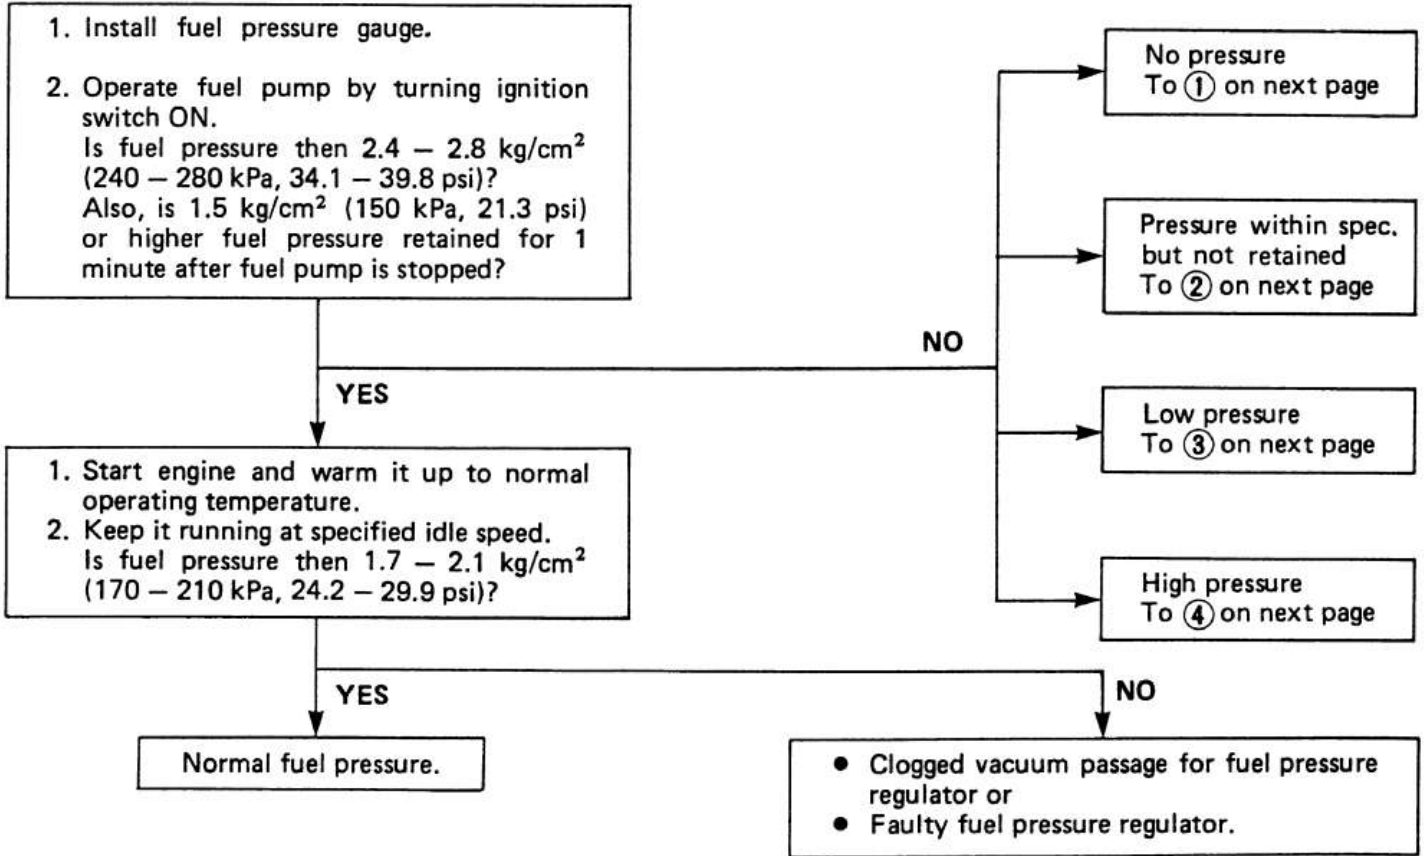 1. Install fuel pressure gauge.
2. Operate fuel pump by turning ignition
switch ON.
Is fuel pressure then 2.4 – 2.8 kg/cm²
(240 – 280 kPa, 34.1 – 39.8 psi)?
Also, is 1.5 kg/cm² (150 kPa, 21.3 psi)
or higher fuel pressure retained for 1
minute after fuel pump is stopped?
No pressure
To ① on next page
Pressure within spec.
but not retained
To ② on next page
NO
YES
Low pressure
To ③ on next page
1. Start engine and warm it up to normal
operating temperature.
2. Keep it running at specified idle speed.
Is fuel pressure then 1.7 – 2.1 kg/cm²
(170 – 210 kPa, 24.2 – 29.9 psi)?
High pressure
To ④ on next page
YES
NO
Normal fuel pressure.
● Clogged vacuum passage for fuel pressure
regulator or
● Faulty fuel pressure regulator.